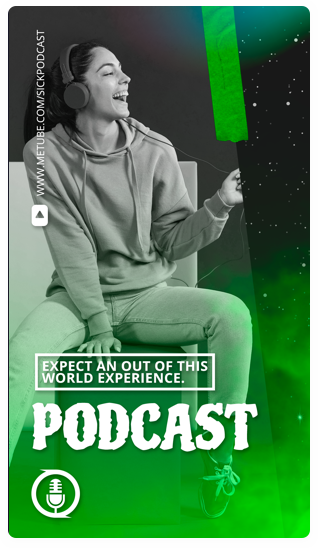 WWW.METUBE.COM/SICKPODCAST
EXPECT AN OUT OF THIS
WORLD EXPERIENCE.
PODCAST